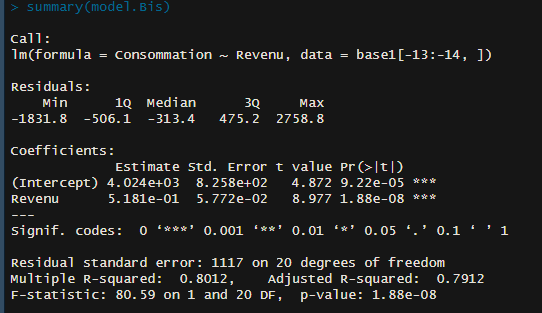 > summary(model.Bis)
Call:
lm(formula = Consommation ~ Revenu, data = base1[-13:-14, ])
Residuals:
Min 1Q Median 3Q Max
-1831.8 -506.1 -313.4 475.2 2758.8
Coefficients:
Estimate Std. Error t value Pr(>|t|)
(Intercept) 4.024e+03 8.258e+02 4.872 9.22e-05 ***
Revenu 5.181e-01 5.772e-02 8.977 1.88e-08 ***
---
Signif. codes: 0 ‘***’ 0.001 ‘**’ 0.01 ‘*’ 0.05 ‘.’ 0.1 ‘ ’ 1
Residual standard error: 1117 on 20 degrees of freedom
Multiple R-squared: 0.8012, Adjusted R-squared: 0.7912
F-statistic: 80.59 on 1 and 20 DF, p-value: 1.88e-08